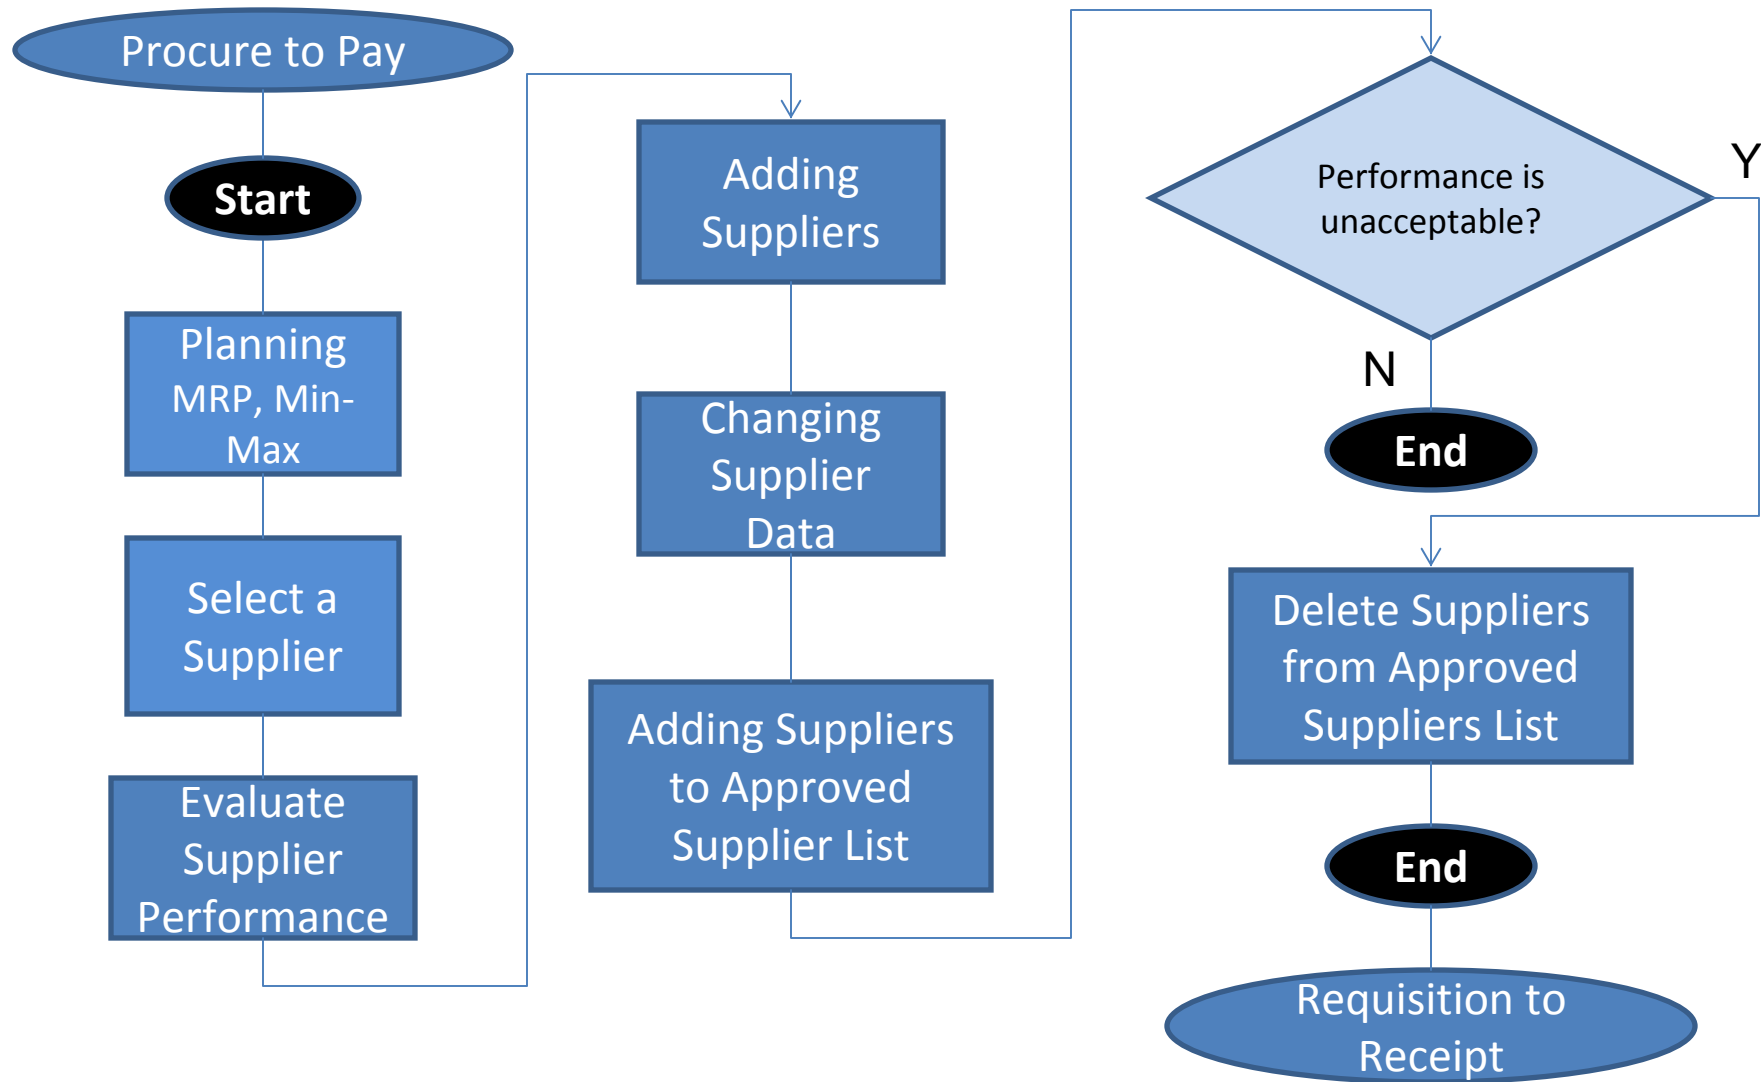 Procure to Pay
Start
Planning
MRP, Min-
Max
Select a
Supplier
Evaluate
Supplier
Performance
Adding
Suppliers
Changing
Supplier
Data
Adding Suppliers
to Approved
Supplier List
Performance is
unacceptable?
Y
N
End
Delete Suppliers
from Approved
Suppliers List
End
Requisition to
Receipt